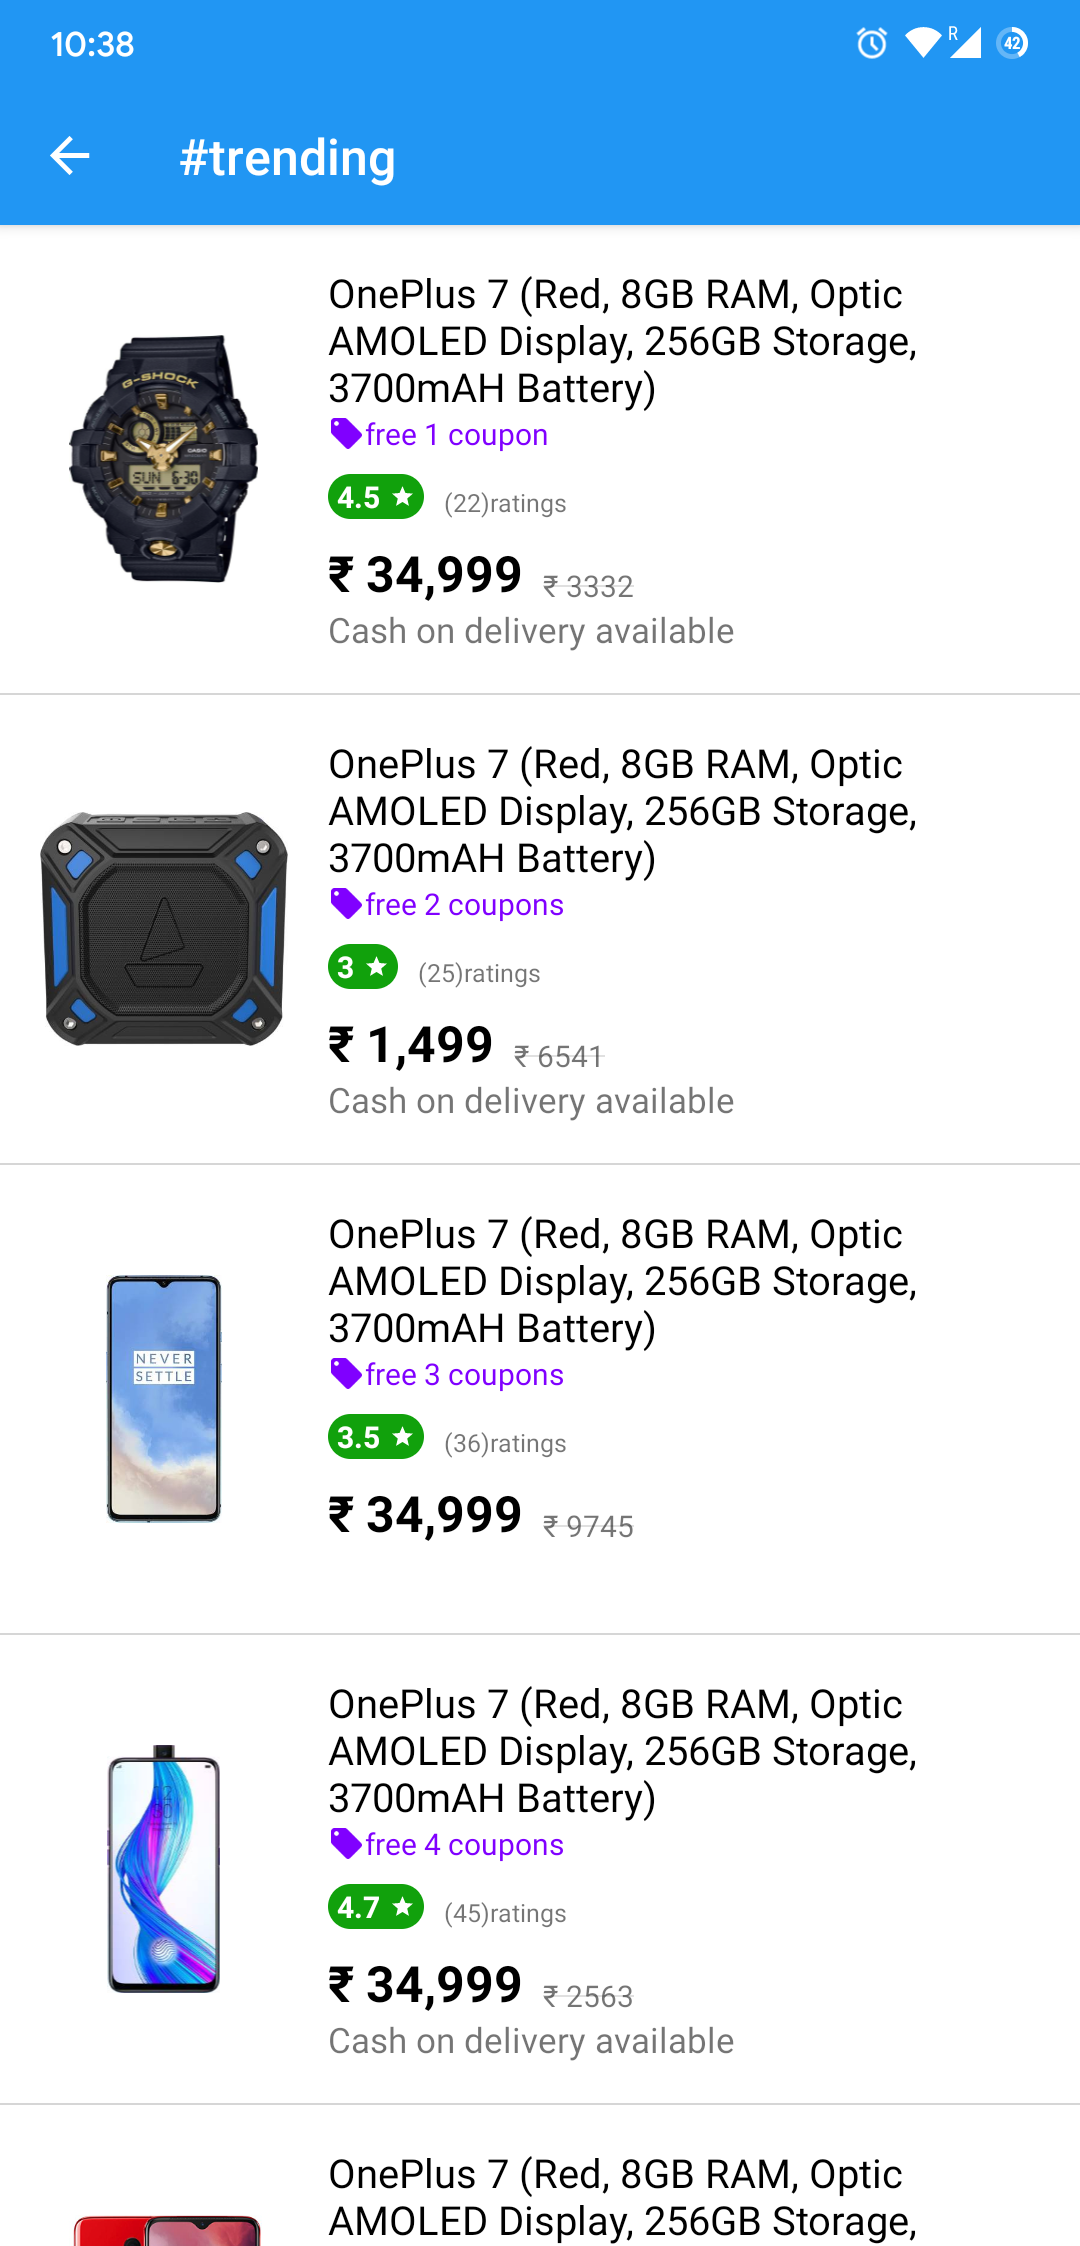 10:38
R
42
#trending
OnePlus 7 (Red, 8GB RAM, Optic
AMOLED Display, 256GB Storage,
3700mAH Battery)
free 1 coupon
4.5 ★ (22)ratings
₹ 34,999 ₹ 3332
Cash on delivery available
G-SHOCK
CASIO
SUN 6-30
OnePlus 7 (Red, 8GB RAM, Optic
AMOLED Display, 256GB Storage,
3700mAH Battery)
free 2 coupons
3 ★ (25)ratings
₹ 1,499 ₹ 6541
Cash on delivery available
OnePlus 7 (Red, 8GB RAM, Optic
AMOLED Display, 256GB Storage,
3700mAH Battery)
free 3 coupons
3.5 ★ (36)ratings
₹ 34,999 ₹ 9745
NEVER
SETTLE
OnePlus 7 (Red, 8GB RAM, Optic
AMOLED Display, 256GB Storage,
3700mAH Battery)
free 4 coupons
4.7 ★ (45)ratings
₹ 34,999 ₹ 2563
Cash on delivery available
OnePlus 7 (Red, 8GB RAM, Optic
AMOLED Display, 256GB Storage,